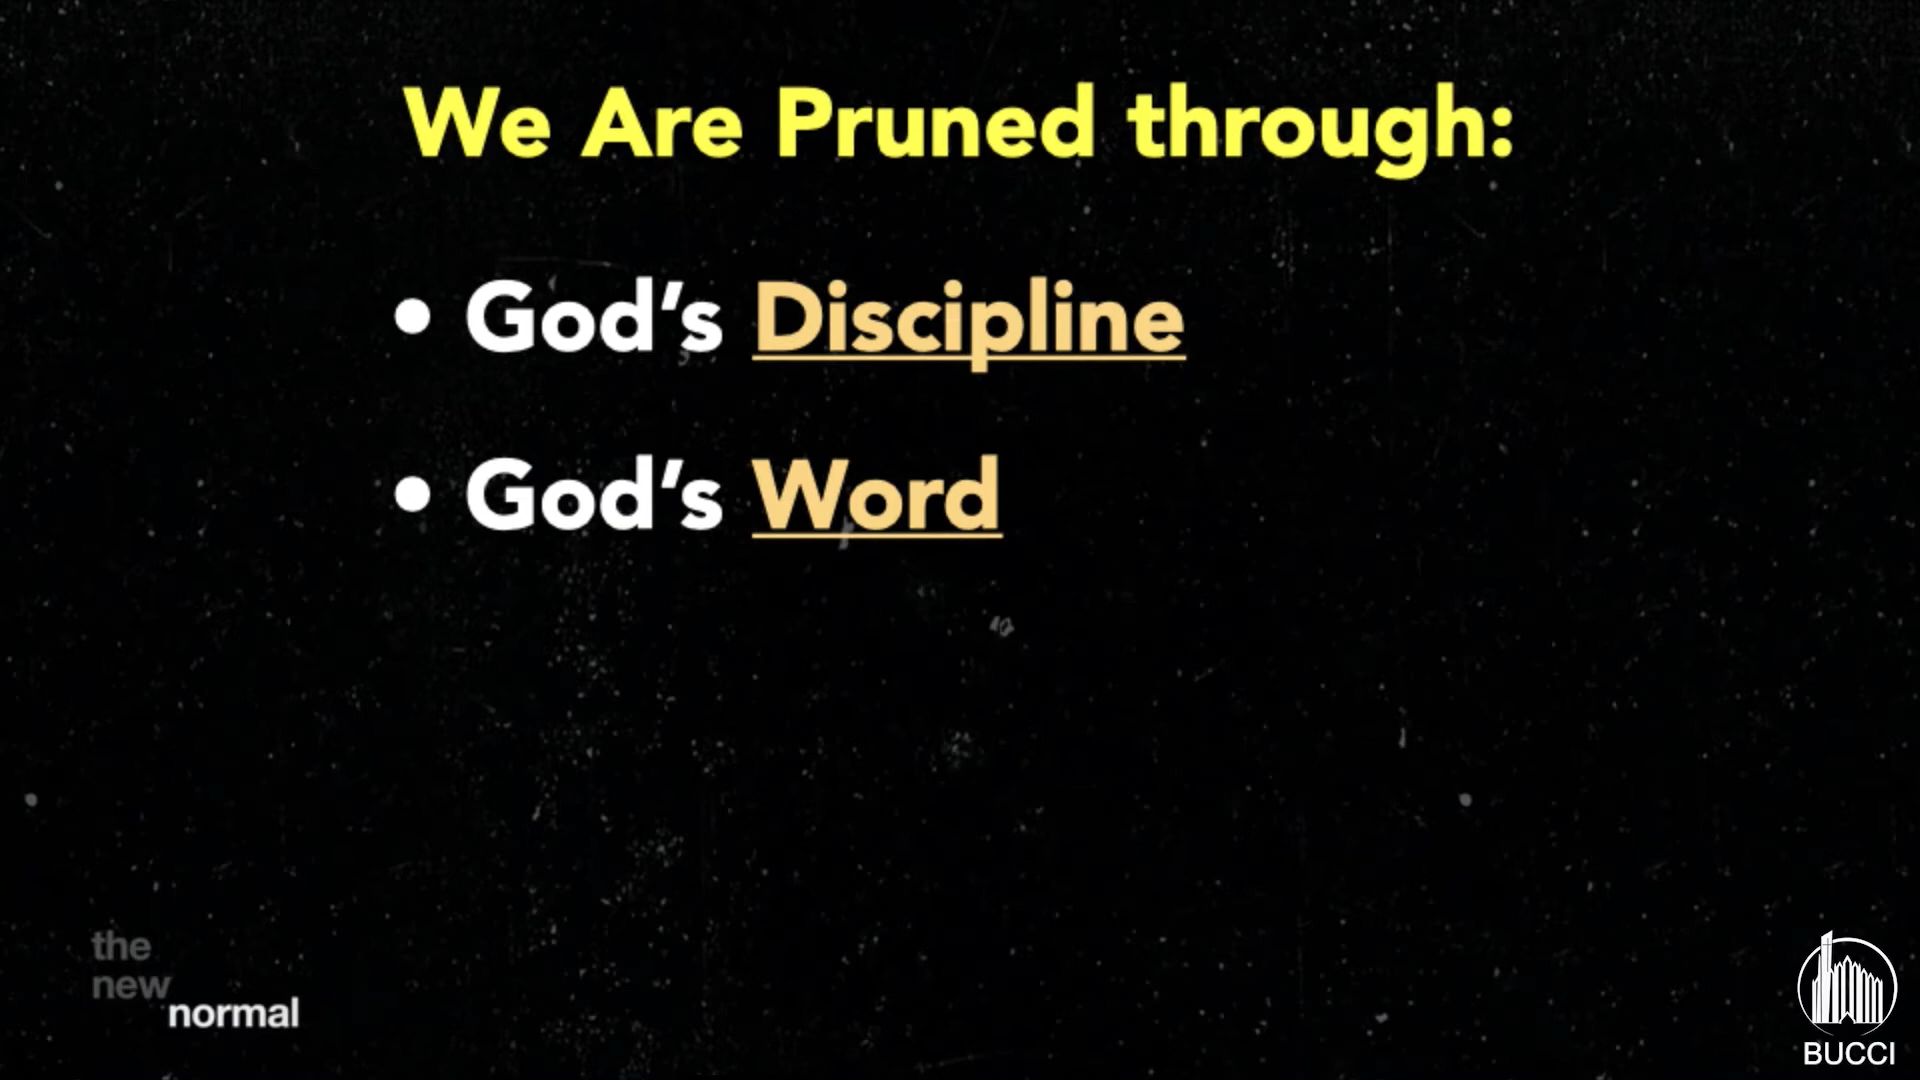 We Are Pruned through:
• God’s Discipline
• God’s Word
the
new
normal
BUCCI